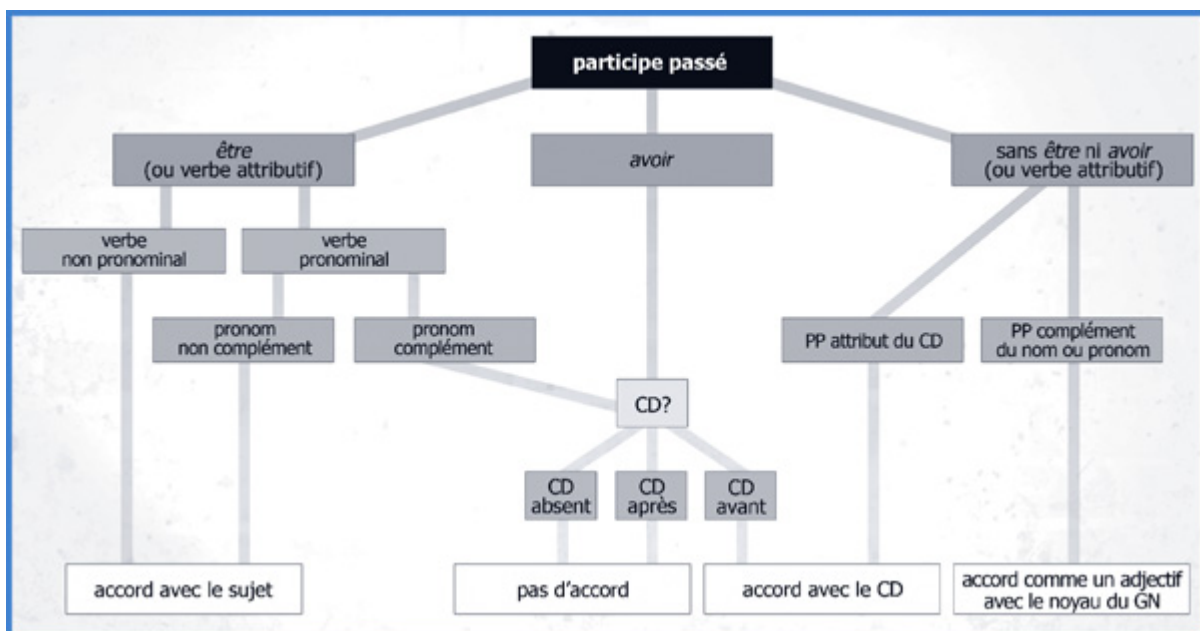 participe passé
être
(ou verbe attributif)
avoir
sans être ni avoir
(ou verbe attributif)
verbe
non pronominal
verbe
pronominal
pronom
non complément
pronom
complément
PP attribut du CD
PP complément
du nom ou pronom
CD?
CD
absent
CD
après
CD
avant
accord avec le sujet
pas d'accord
accord avec le CD
accord comme un adjectif
avec le noyau du GN